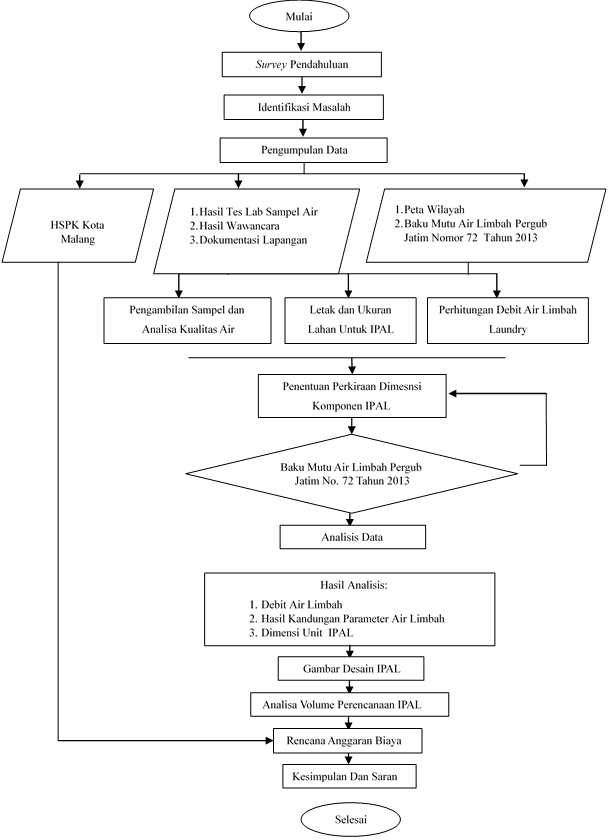 Mulai
Survey Pendahuluan
Identifikasi Masalah
Pengumpulan Data
HSPK Kota
Malang
1.Hasil Tes Lab Sampel Air
2.Hasil Wawancara
3.Dokumentasi Lapangan
1.Peta Wilayah
2.Baku Mutu Air Limbah Pergub
Jatim Nomor 72 Tahun 2013
Pengambilan Sampel dan
Analisa Kualitas Air
Letak dan Ukuran
Lahan Untuk IPAL
Perhitungan Debit Air Limbah
Laundry
Penentuan Perkiraan Dimesnsi
Komponen IPAL
Baku Mutu Air Limbah Pergub
Jatim No. 72 Tahun 2013
Analisis Data
Hasil Analisis:
1. Debit Air Limbah
2. Hasil Kandungan Parameter Air Limbah
3. Dimensi Unit IPAL
Gambar Desain IPAL
Analisa Volume Perencanaan IPAL
Rencana Anggaran Biaya
Kesimpulan Dan Saran
Selesai